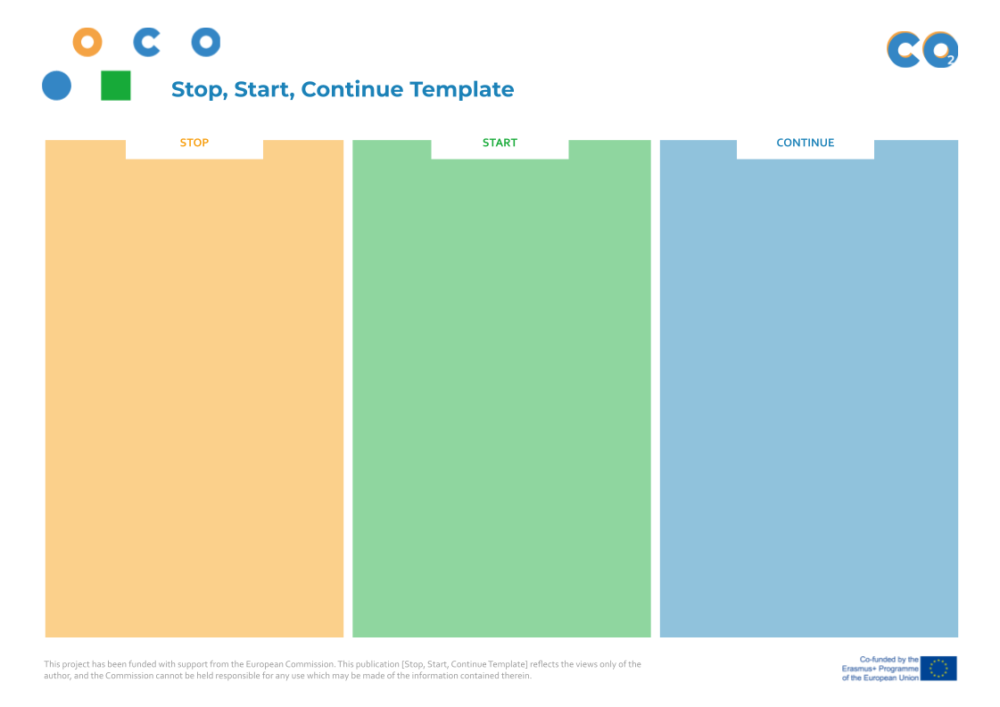 CO2
Stop, Start, Continue Template
STOP
START
CONTINUE
This project has been funded with support from the European Commission. This publication [Stop, Start, Continue Template] reflects the views only of the
author, and the Commission cannot be held responsible for any use which may be made of the information contained therein.
Co-funded by the
Erasmus+ Programme
of the European Union